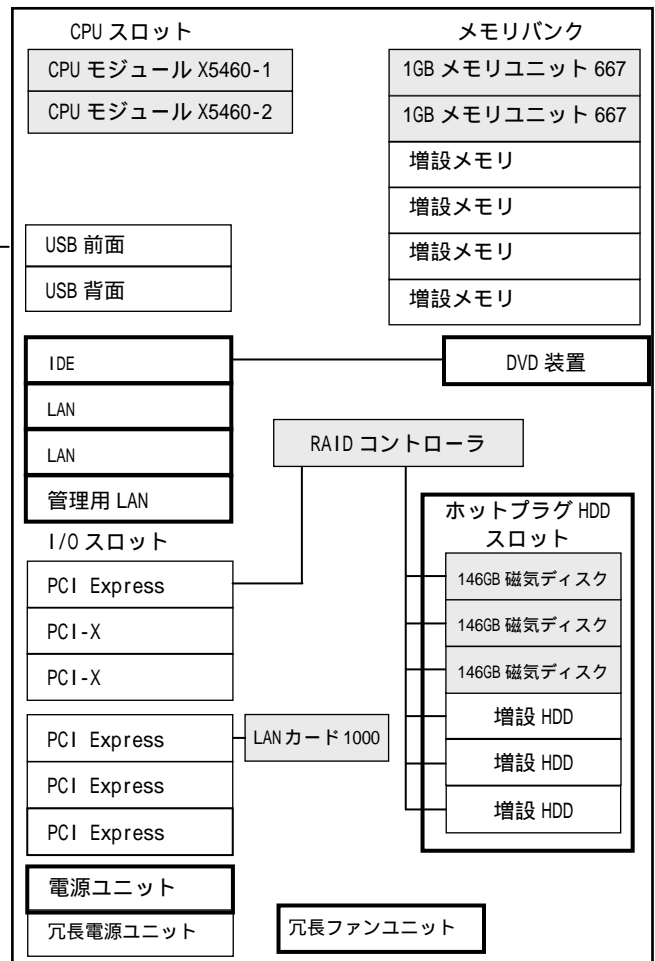 CPU スロット
CPU モジュール X5460-1
CPU モジュール X5460-2
メモリバンク
1GB メモリユニット 667
1GB メモリユニット 667
増設メモリ
増設メモリ
増設メモリ
増設メモリ
USB 前面
USB 背面
IDE
DVD 装置
LAN
LAN
管理用 LAN
RAID コントローラ
I/O スロット
PCI Express
PCI-X
PCI-X
PCI Express
LAN カード 1000
PCI Express
PCI Express
ホットプラグ HDD
スロット
146GB 磁気ディスク
146GB 磁気ディスク
146GB 磁気ディスク
増設 HDD
増設 HDD
増設 HDD
電源ユニット
冗長電源ユニット
冗長ファンユニット